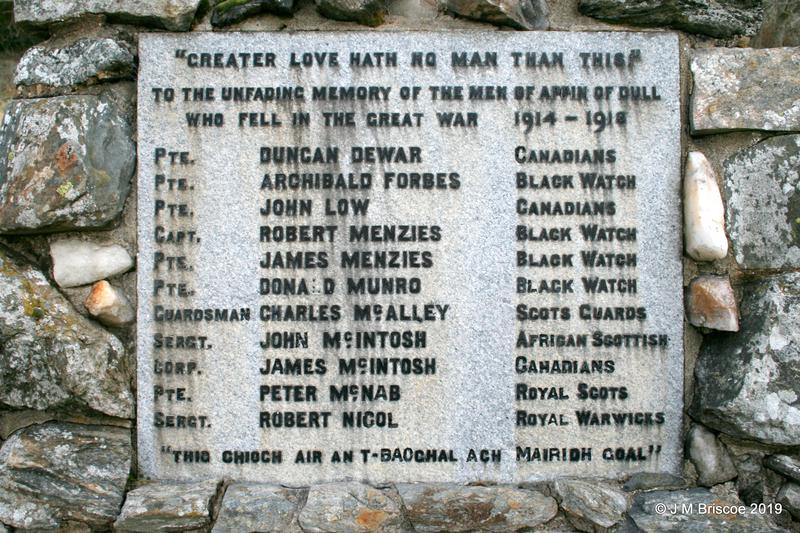 "GREATER LOVE HATH NO MAN THAN THIS"
TO THE UNFADING MEMORY OF THE MEN OF APPIN OF DULL
WHO FELL IN THE GREAT WAR 1914 – 1918
PTE. DUNCAN DEWAR CANADIANS
PTE. ARCHIBALD FORBES BLACK WATCH
PTE. JOHN LOW CANADIANS
CAPT. ROBERT MENZIES BLACK WATCH
PTE. JAMES MENZIES BLACK WATCH
PTE. DONALD MUNRO BLACK WATCH
GUARDSMAN CHARLES McALLEY SCOTS GUARDS
SERGT. JOHN McINTOSH AFRICAN SCOTTISH
CORP. JAMES McINTOSH CANADIANS
PTE. PETER McNAB ROYAL SCOTS
SERGT. ROBERT NICOL ROYAL WARWICKS
"THIG CRIOCH AIR AN T-SAOGHAL ACH MAIRIDH GAOL"
© J M Briscoe 2019